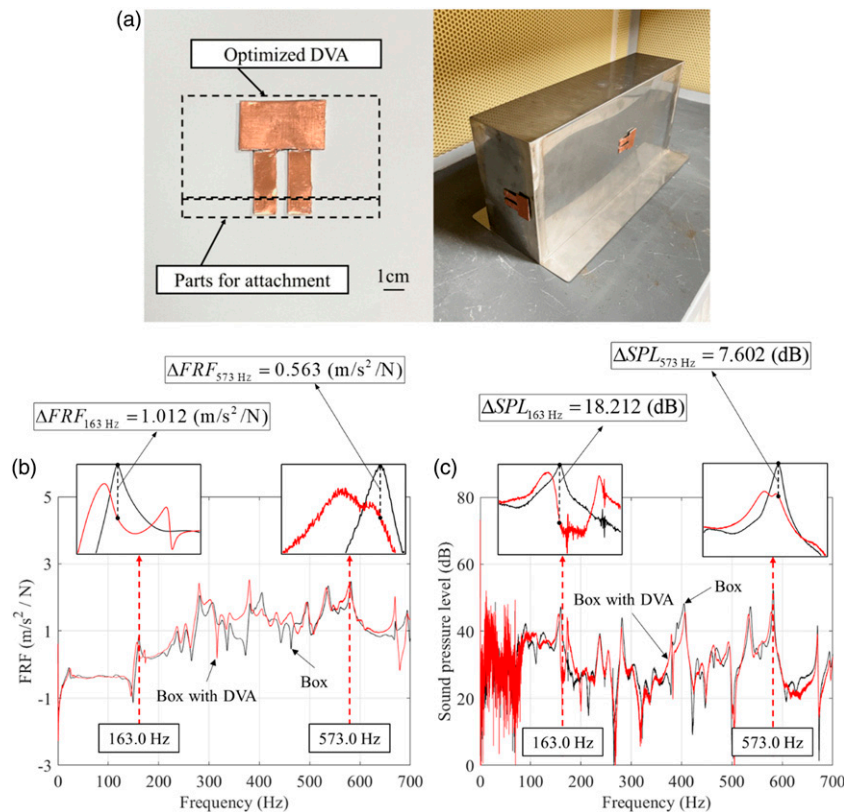 (a)
Optimized DVA
Parts for attachment
1cm
ΔFRF573 Hz = 0.563 (m/s²/N)
ΔFRF163 Hz = 1.012 (m/s²/N)
(b)
5
3
1
-1
-3
FRF (m/s² / N)
Box with DVA
Box
163.0 Hz
573.0 Hz
0 100 200 300 400 500 600 700
Frequency (Hz)
ΔSPL573 Hz = 7.602 (dB)
ΔSPL163 Hz = 18.212 (dB)
(c)
80
60
40
20
0
Sound pressure level (dB)
Box with DVA
Box
163.0 Hz
573.0 Hz
0 100 200 300 400 500 600 700
Frequency (Hz)